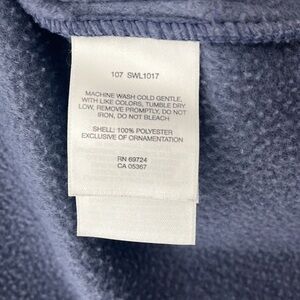 107 SWL1017
MACHINE WASH COLD GENTLE,
WITH LIKE COLORS, TUMBLE DRY
LOW, REMOVE PROMPTLY, DO NOT
IRON, DO NOT BLEACH
SHELL: 100% POLYESTER
EXCLUSIVE OF ORNAMENTATION
RN 69724
CA 05367